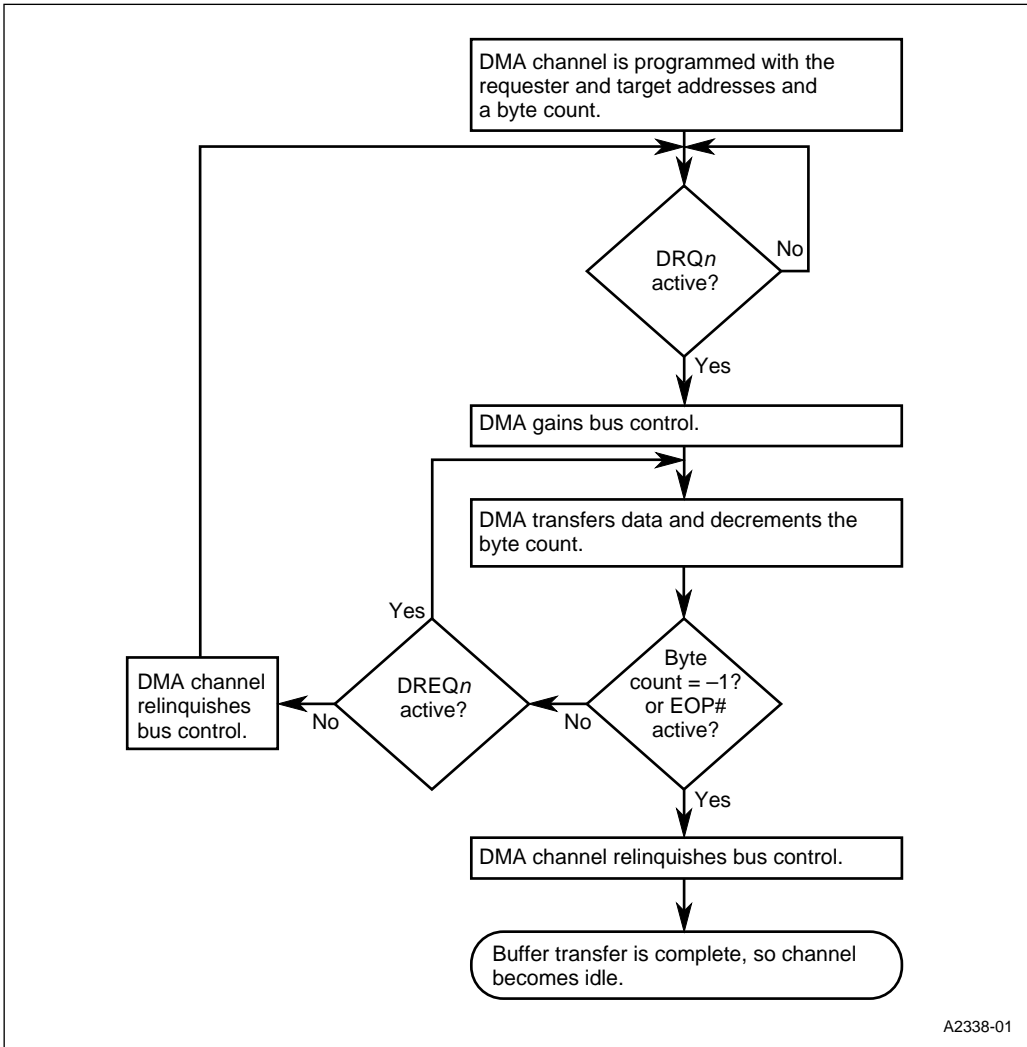 DMA channel is programmed with the
requester and target addresses and
a byte count.
DRQn
active?
No
Yes
DMA gains bus control.
DMA transfers data and decrements the
byte count.
Yes
Byte
count = –1?
or EOP#
active?
No
DREQn
active?
No
DMA channel
relinquishes
bus control.
Yes
DMA channel relinquishes bus control.
Buffer transfer is complete, so channel
becomes idle.
A2338-01